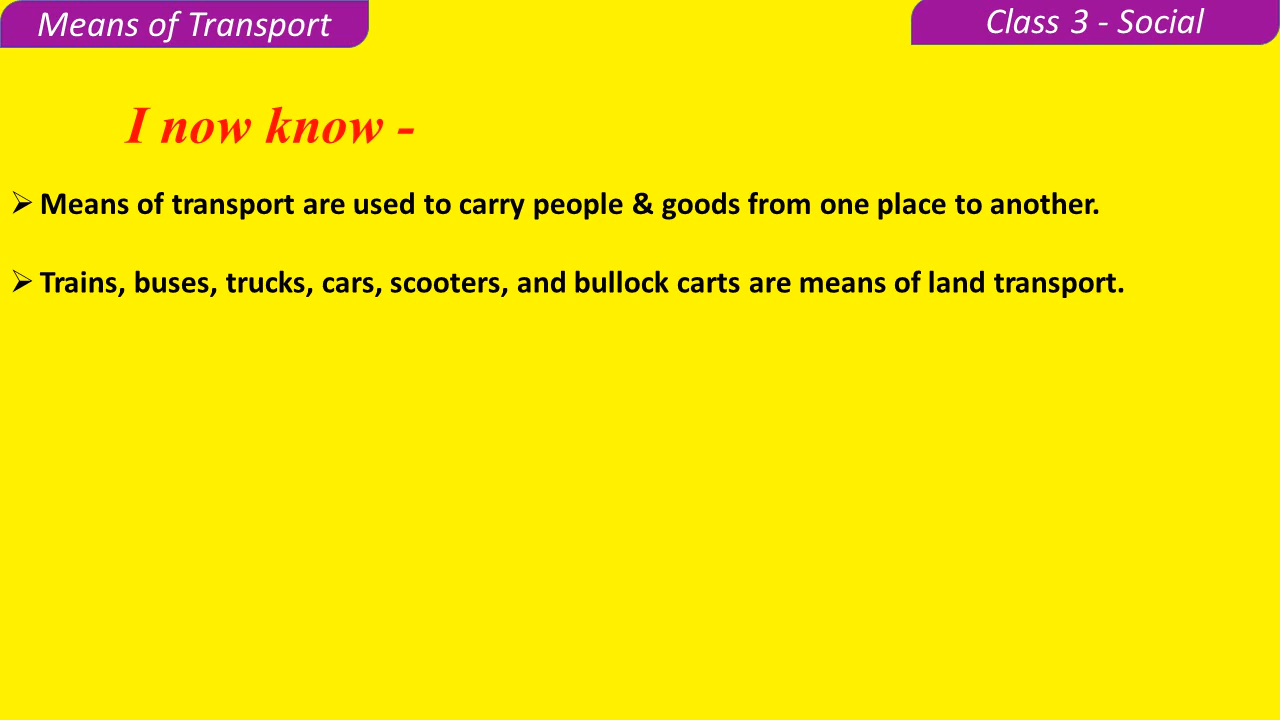 Means of Transport
Class 3 - Social
I now know -
➢ Means of transport are used to carry people & goods from one place to another.
➢ Trains, buses, trucks, cars, scooters, and bullock carts are means of land transport.